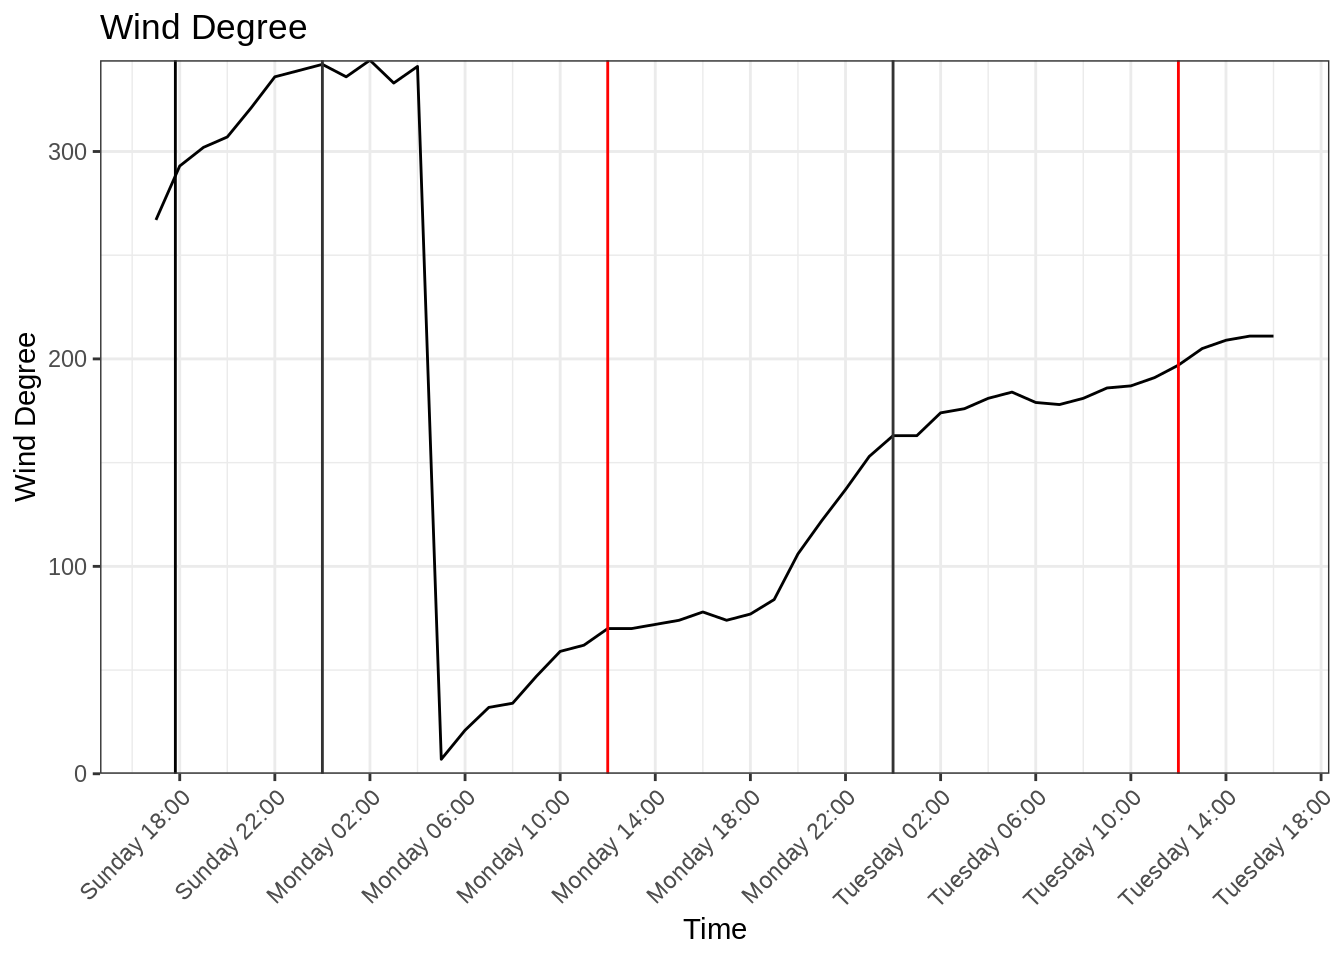 Wind Degree
Wind Degree
300
200
100
0
Sunday 18:00
Sunday 22:00
Monday 02:00
Monday 06:00
Monday 10:00
Monday 14:00
Monday 18:00
Monday 22:00
Tuesday 02:00
Tuesday 06:00
Tuesday 10:00
Tuesday 14:00
Tuesday 18:00
Time